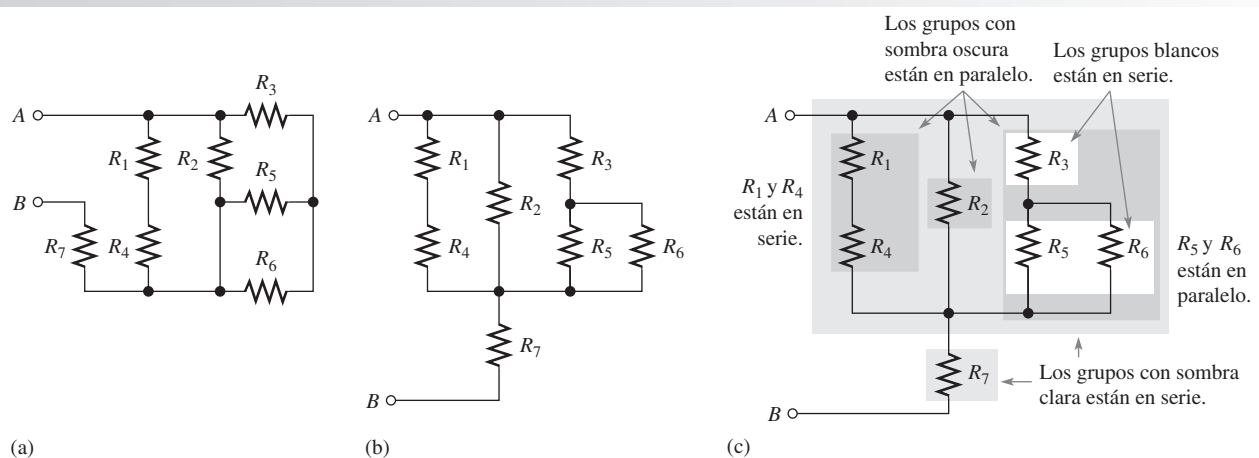 A
R3
R1
R2
R5
B
R7
R4
R6
(a)
A
R1
R3
R2
R4
R5
R6
R7
B
(b)
Los grupos con
sombra oscura
están en paralelo.
Los grupos blancos
están en serie.
A
R1
R3
R1 y R4
están en
serie.
R2
R4
R5
R6
R5 y R6
están en
paralelo.
R7
Los grupos con sombra
clara están en serie.
B
(c)